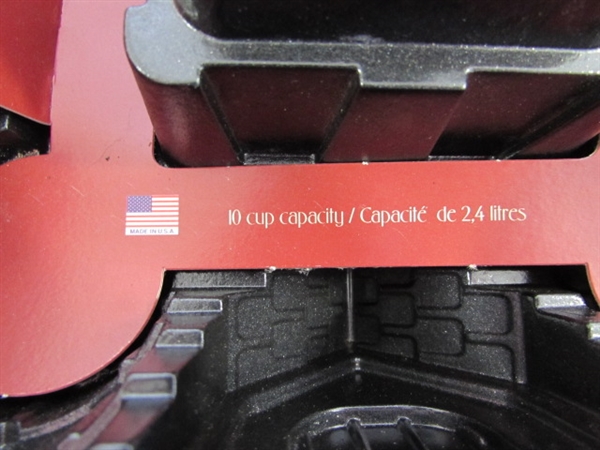 10 cup capacity / Capacité de 2,4 litres
MADE IN U.S.A.